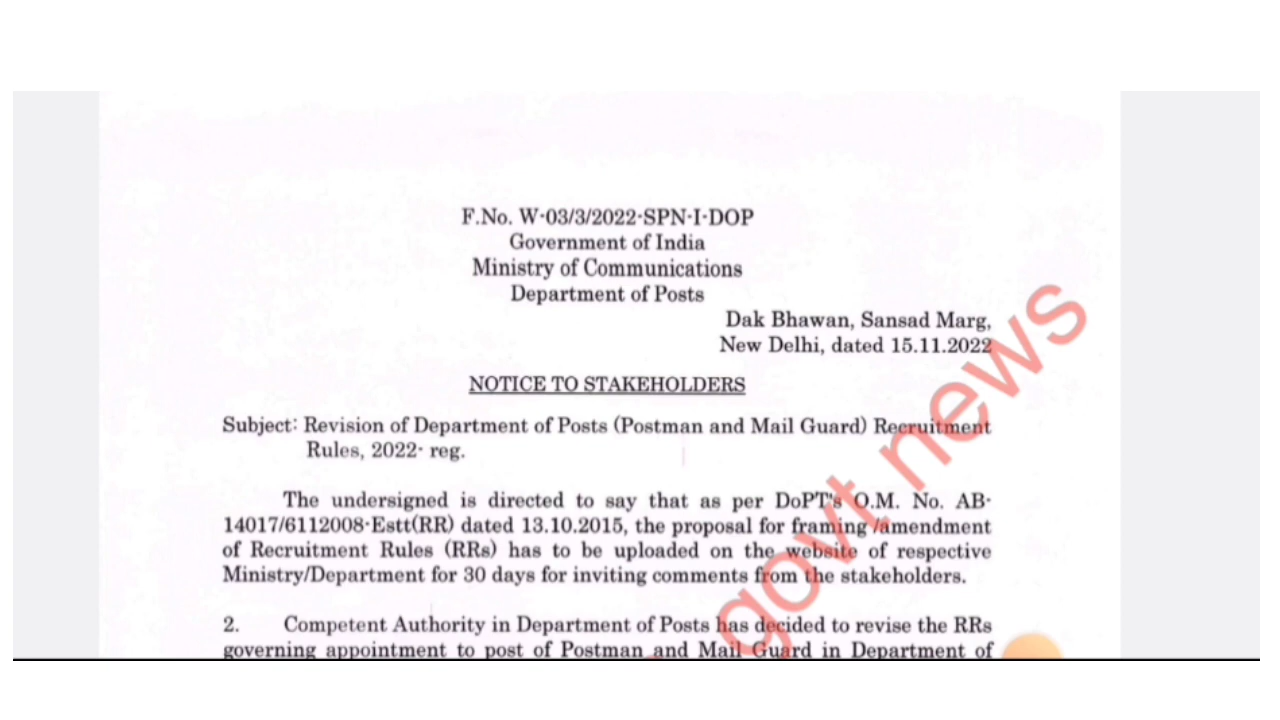 F.No. W-03/3/2022-SPN-I-DOP
Government of India
Ministry of Communications
Department of Posts
Dak Bhawan, Sansad Marg,
New Delhi, dated 15.11.2022
NOTICE TO STAKEHOLDERS
Subject: Revision of Department of Posts (Postman and Mail Guard) Recruitment
Rules, 2022- reg.
The undersigned is directed to say that as per DoPT's O.M. No. AB-
14017/6112008-Estt(RR) dated 13.10.2015, the proposal for framing /amendment
of Recruitment Rules (RRs) has to be uploaded on the website of respective
Ministry/Department for 30 days for inviting comments from the stakeholders.
2. Competent Authority in Department of Posts has decided to revise the RRs
governing appointment to post of Postman and Mail Guard in Department of
govt news